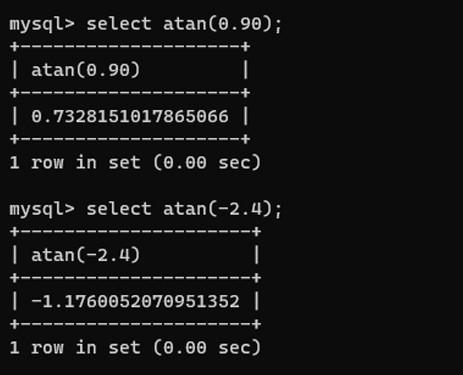 mysql> select atan(0.90);
+--------------------+
| atan(0.90)         |
+--------------------+
| 0.7328151017865066 |
+--------------------+
1 row in set (0.00 sec)

mysql> select atan(-2.4);
+---------------------+
| atan(-2.4)          |
+---------------------+
| -1.1760052070951352 |
+---------------------+
1 row in set (0.00 sec)